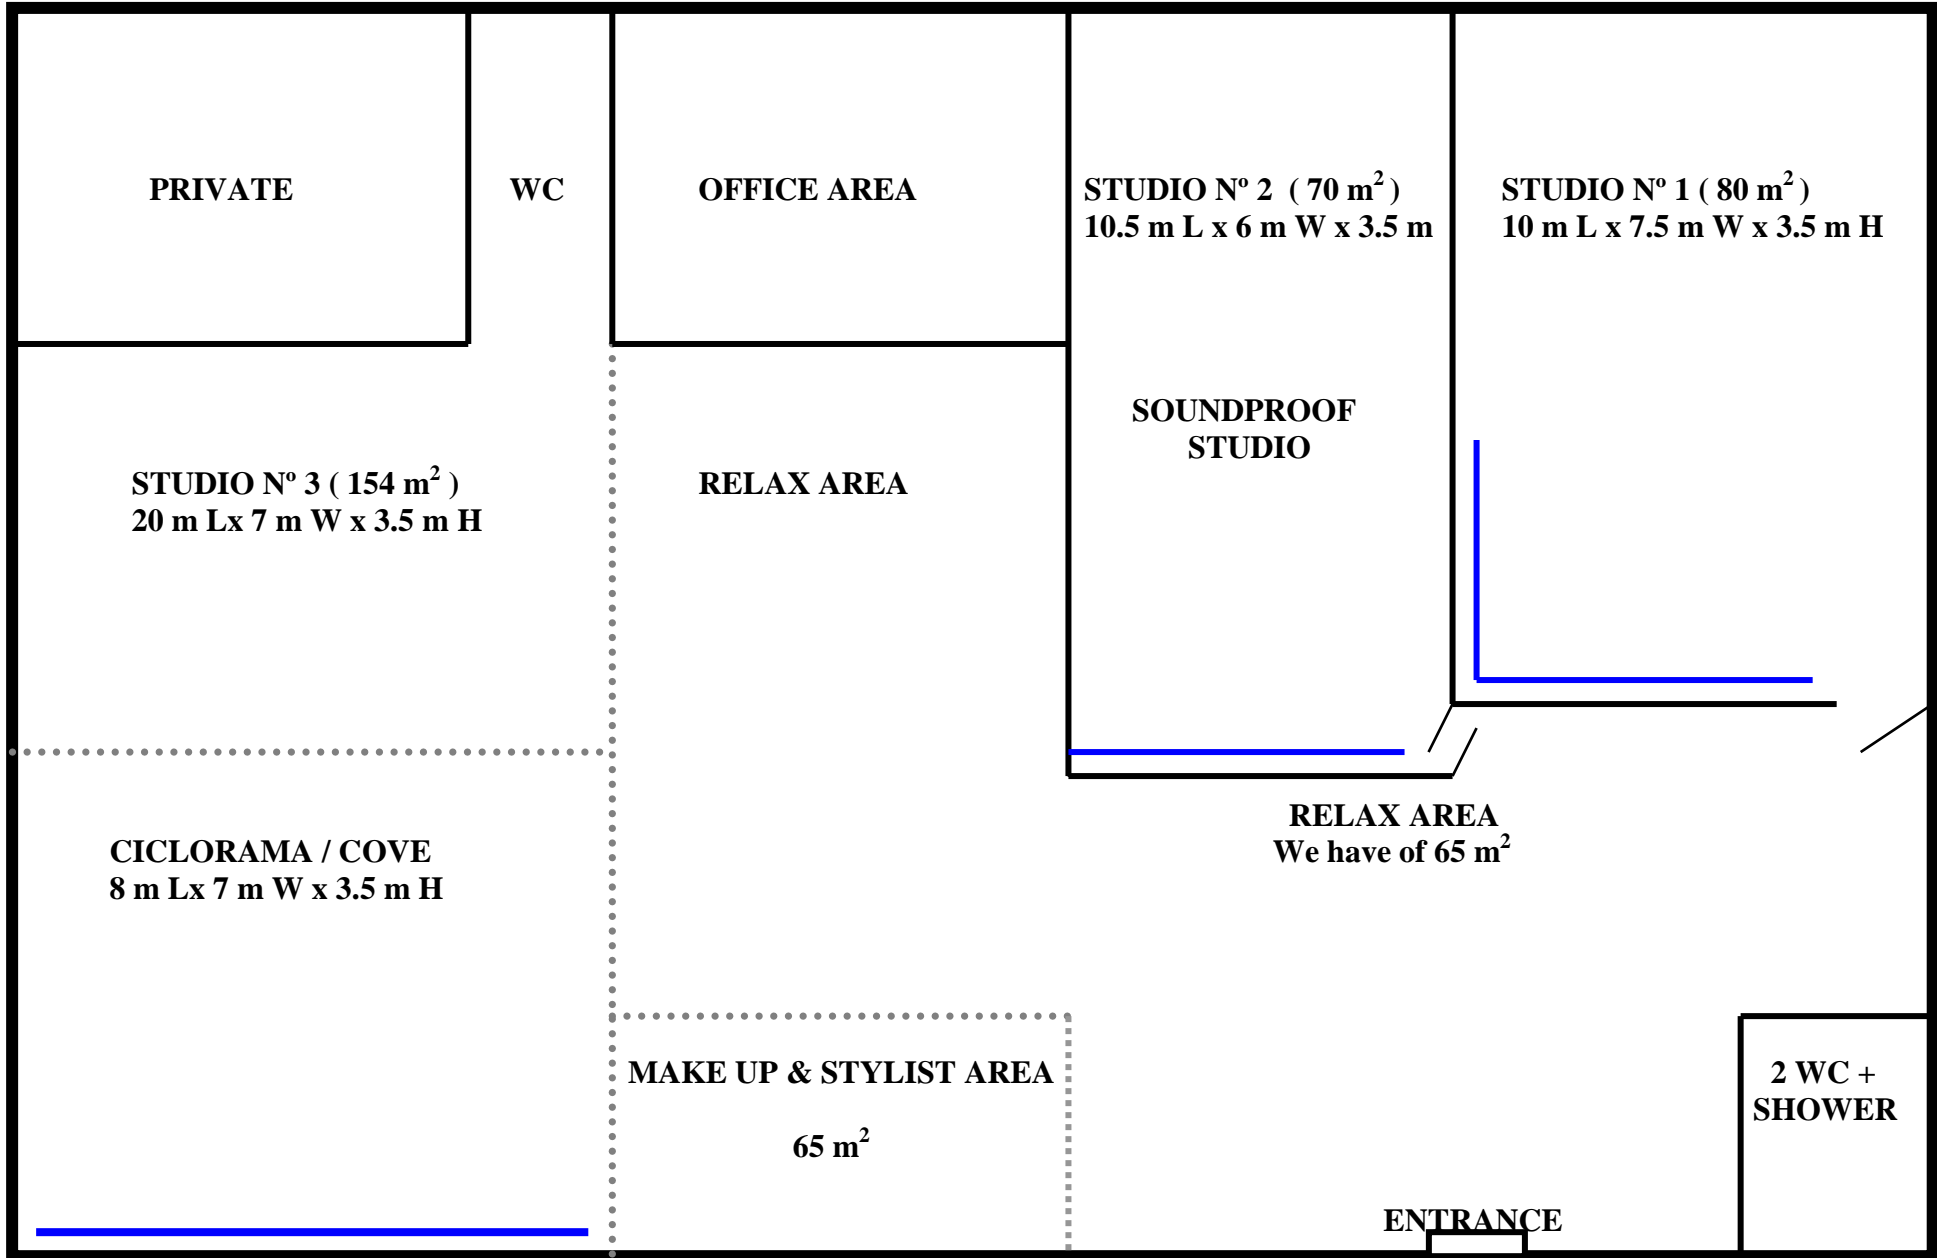 PRIVATE
WC
OFFICE AREA
STUDIO Nº 2 ( 70 m² )
10.5 m L x 6 m W x 3.5 m
STUDIO Nº 1 ( 80 m² )
10 m L x 7.5 m W x 3.5 m H
SOUNDPROOF
STUDIO
STUDIO Nº 3 ( 154 m² )
20 m Lx 7 m W x 3.5 m H
RELAX AREA
RELAX AREA
We have of 65 m²
CICLORAMA / COVE
8 m Lx 7 m W x 3.5 m H
MAKE UP & STYLIST AREA
65 m²
2 WC +
SHOWER
ENTRANCE